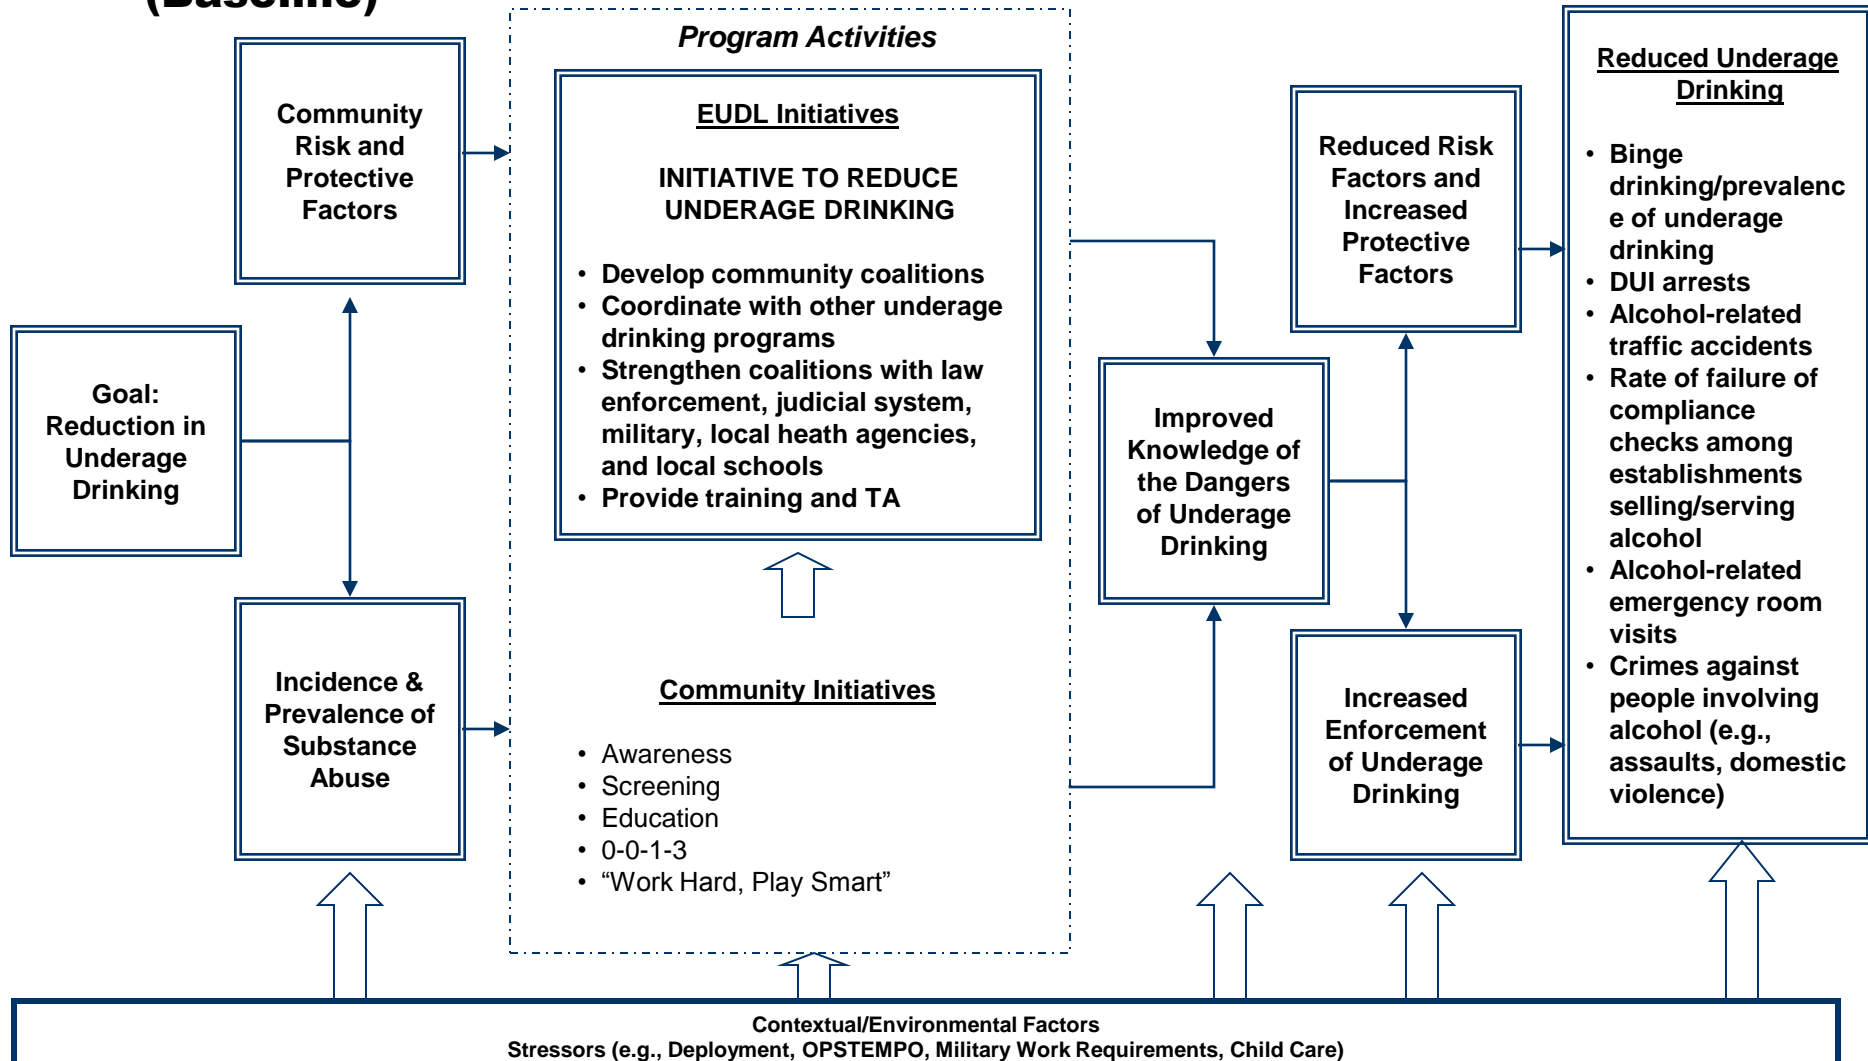 (Baseline)
Program Activities
Community
Risk and
Protective
Factors
Goal:
Reduction in
Underage
Drinking
Incidence &
Prevalence of
Substance
Abuse
EUDL Initiatives
INITIATIVE TO REDUCE
UNDERAGE DRINKING
• Develop community coalitions
• Coordinate with other underage
drinking programs
• Strengthen coalitions with law
enforcement, judicial system,
military, local heath agencies,
and local schools
• Provide training and TA
Community Initiatives
• Awareness
• Screening
• Education
• 0-0-1-3
• “Work Hard, Play Smart”
Improved
Knowledge of
the Dangers
of Underage
Drinking
Reduced Risk
Factors and
Increased
Protective
Factors
Increased
Enforcement
of Underage
Drinking
Reduced Underage
Drinking
• Binge
drinking/prevalenc
e of underage
drinking
• DUI arrests
• Alcohol-related
traffic accidents
• Rate of failure of
compliance
checks among
establishments
selling/serving
alcohol
• Alcohol-related
emergency room
visits
• Crimes against
people involving
alcohol (e.g.,
assaults, domestic
violence)
Contextual/Environmental Factors
Stressors (e.g., Deployment, OPSTEMPO, Military Work Requirements, Child Care)